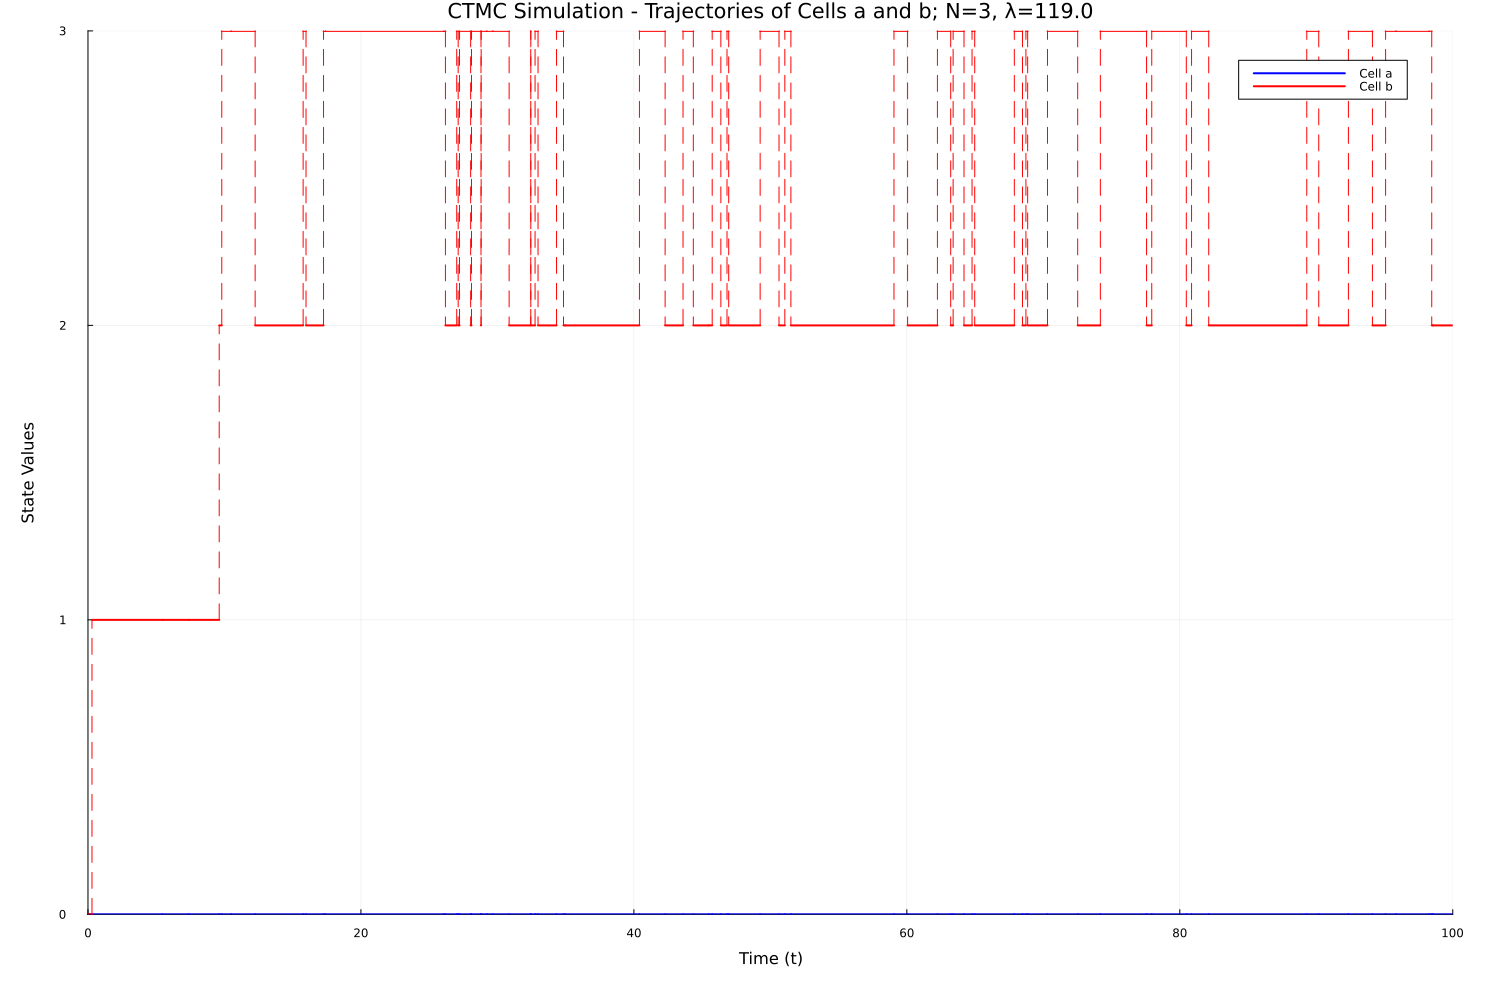 CTMC Simulation - Trajectories of Cells a and b; N=3, λ=119.0
3
Cell a
Cell b
2
State Values
1
0
0 20 40 60 80 100
Time (t)